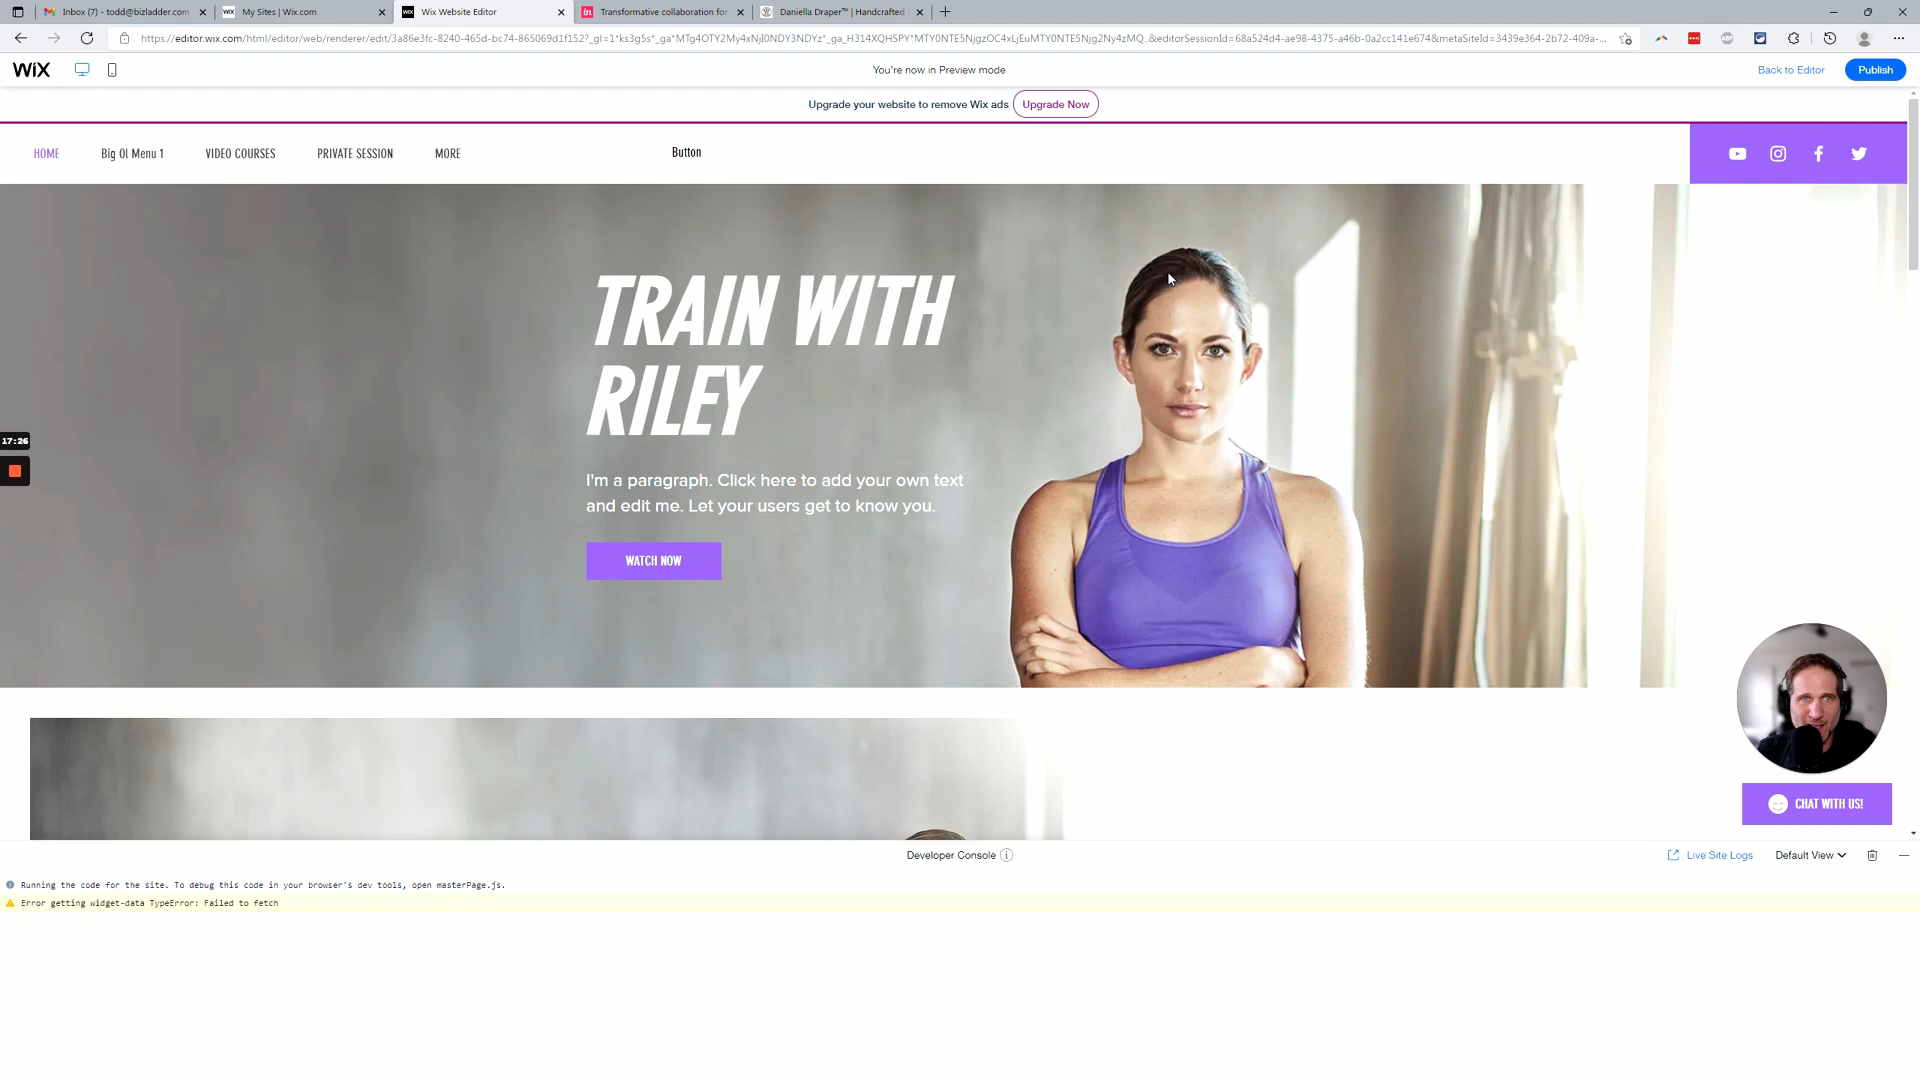 Inbox (7) - todd@bizladder.com
My Sites | Wix.com
Wix Website Editor
Transformative collaboration for
Daniella Draper™ | Handcrafted
WiX
You're now in Preview mode
Back to Editor
Publish
Upgrade your website to remove Wix ads
Upgrade Now
HOME
Big Ol Menu 1
VIDEO COURSES
PRIVATE SESSION
MORE
Button
TRAIN WITH
RILEY
17:26
I'm a paragraph. Click here to add your own text
and edit me. Let your users get to know you.
WATCH NOW
CHAT WITH US!
Developer Console
Live Site Logs
Default View
Running the code for the site. To debug this code in your browser's dev tools, open masterPage.js.
Error getting widget-data TypeError: Failed to fetch